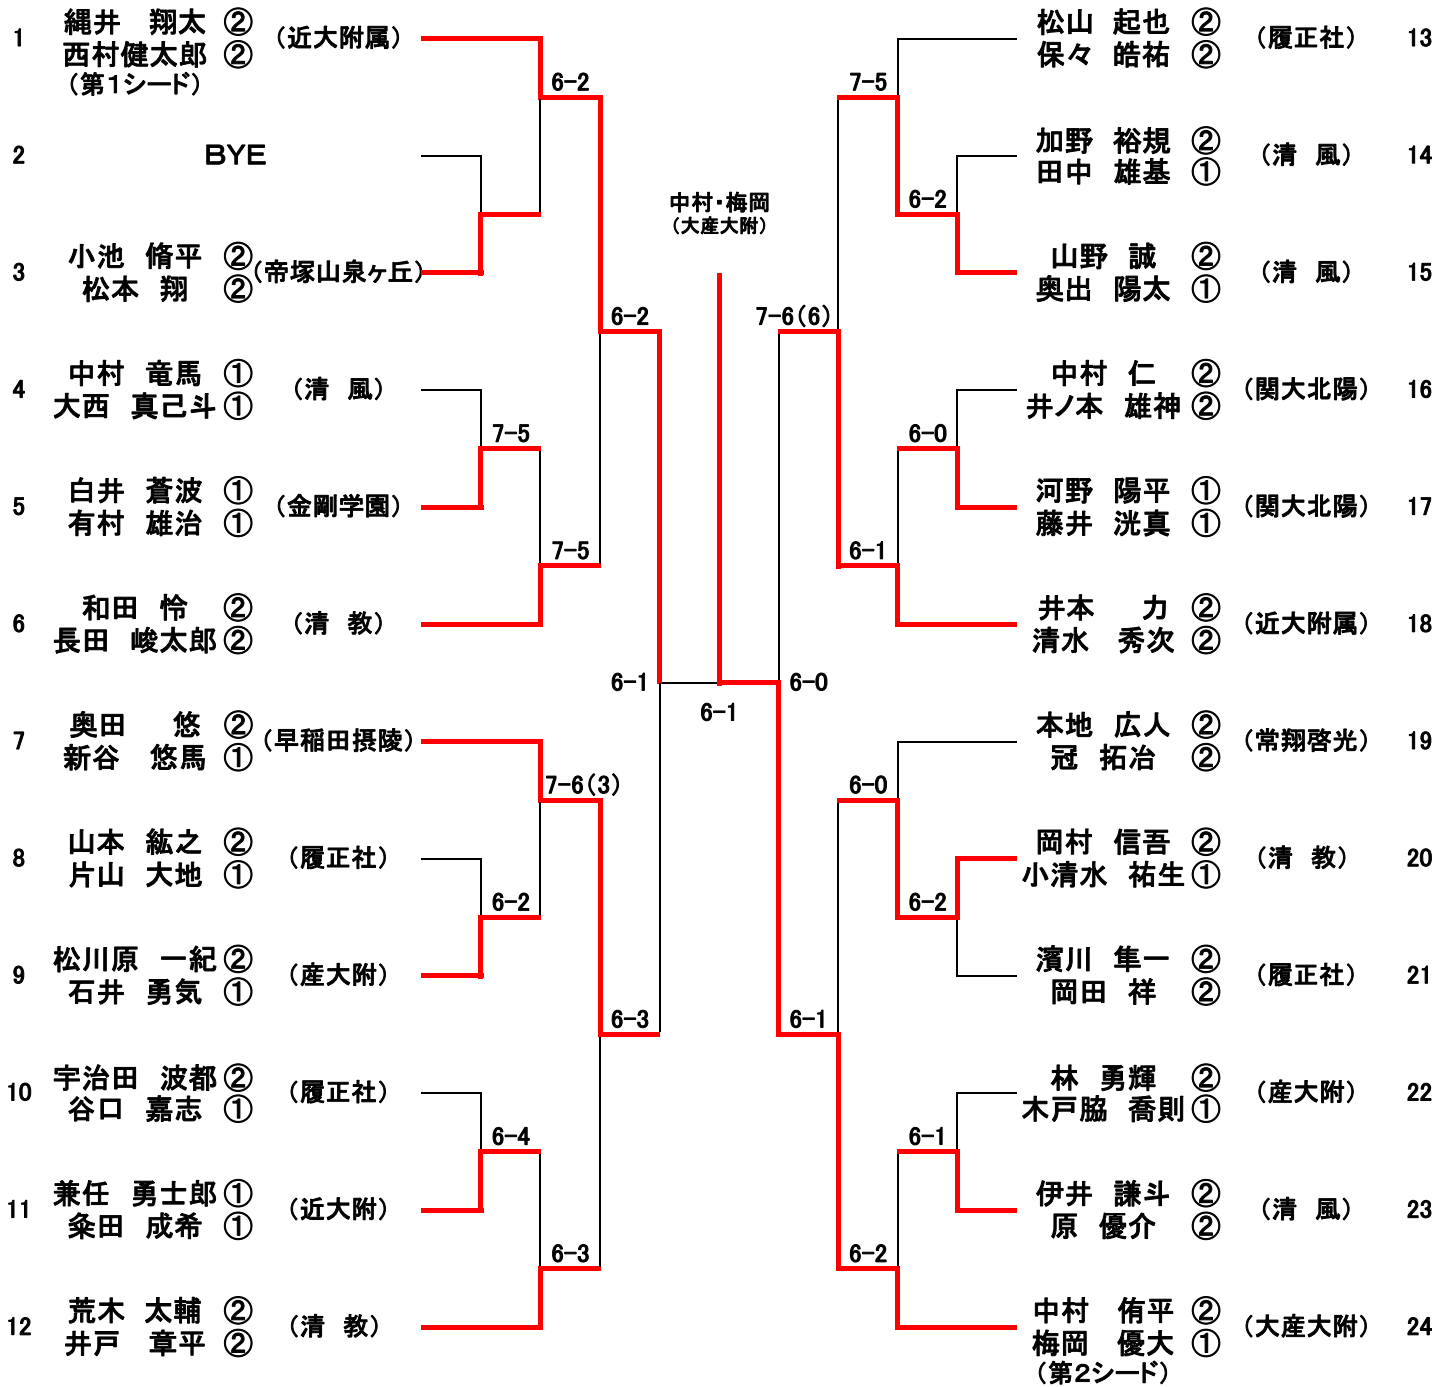 1 縄井 翔太 ② (近大附属)
西村健太郎 ②
(第1シード)
2 BYE
3 小池 脩平 ② (帝塚山泉ヶ丘)
松本 翔 ②
4 中村 竜馬 ① (清 風)
大西 真己斗 ①
5 白井 蒼波 ① (金剛学園)
有村 雄治 ①
6 和田 怜 ② (清 教)
長田 峻太郎 ②
7 奥田 悠 ② (早稲田摂陵)
新谷 悠馬 ①
8 山本 紘之 ② (履正社)
片山 大地 ①
9 松川原 一紀 ② (産大附)
石井 勇気 ①
10 宇治田 波都 ② (履正社)
谷口 嘉志 ①
11 兼任 勇士郎 ① (近大附)
粂田 成希 ①
12 荒木 太輔 ② (清 教)
井戸 章平 ②
6-2
7-5
6-2
6-4
6-2
7-5
7-6(3)
6-3
6-2
6-3
6-1
中村・梅岡
(大産大附)
6-1
6-0
7-6(6)
6-1
7-5
6-1
6-0
6-2
6-2
6-0
6-2
6-1
松山 起也 ② (履正社) 13
保々 皓祐 ②
加野 裕規 ② (清 風) 14
田中 雄基 ①
山野 誠 ② (清 風) 15
奥出 陽太 ①
中村 仁 ② (関大北陽) 16
井ノ本 雄神 ②
河野 陽平 ① (関大北陽) 17
藤井 洸真 ①
井本 力 ② (近大附属) 18
清水 秀次 ②
本地 広人 ② (常翔啓光) 19
冠 拓冶 ②
岡村 信吾 ② (清 教) 20
小清水 祐生 ①
濱川 隼一 ② (履正社) 21
岡田 祥 ②
林 勇輝 ② (産大附) 22
木戸脇 喬則 ①
伊井 謙斗 ② (清 風) 23
原 優介 ②
中村 侑平 ② (大産大附) 24
梅岡 優大 ①
(第2シード)